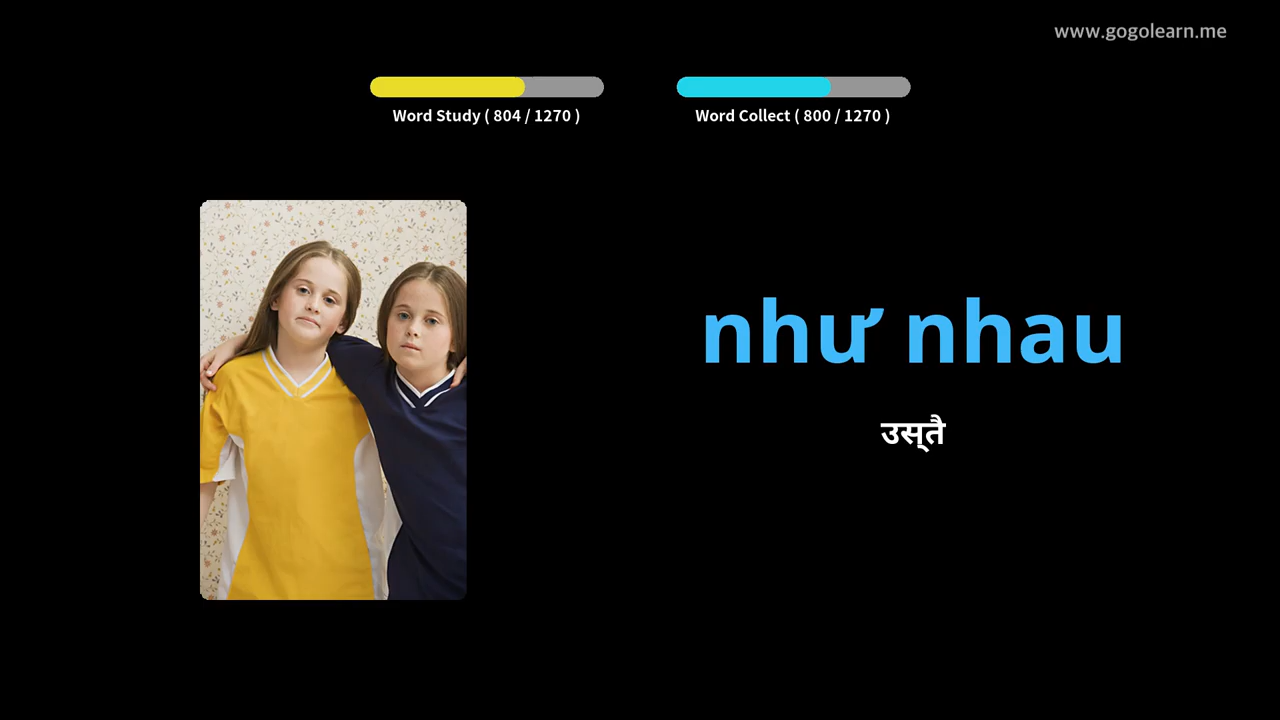 www.gogolearn.me
Word Study ( 804 / 1270 )
Word Collect ( 800 / 1270 )
như nhau
उस्तै